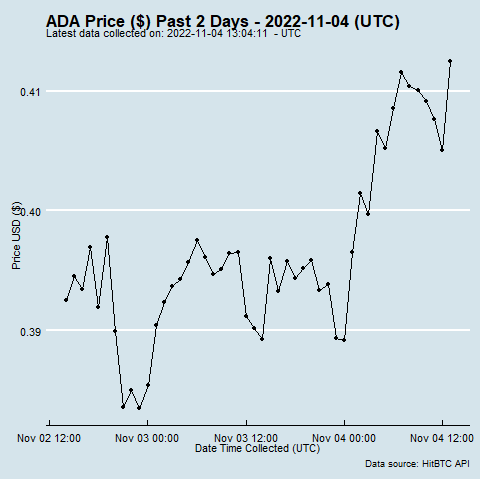 ADA Price ($) Past 2 Days - 2022-11-04 (UTC)
Latest data collected on: 2022-11-04 13:04:11 - UTC
0.41
0.40
0.39
Price USD ($)
Nov 02 12:00 Nov 03 00:00 Nov 03 12:00 Nov 04 00:00 Nov 04 12:00
Date Time Collected (UTC)
Data source: HitBTC API